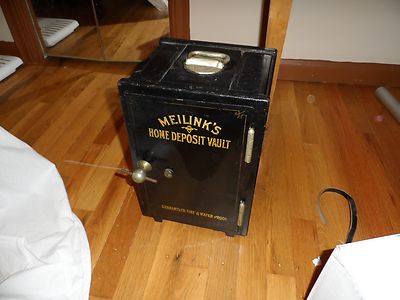 MEILINK'S
HOME DEPOSIT VAULT
GUARANTEED FIRE & WATER PROOF